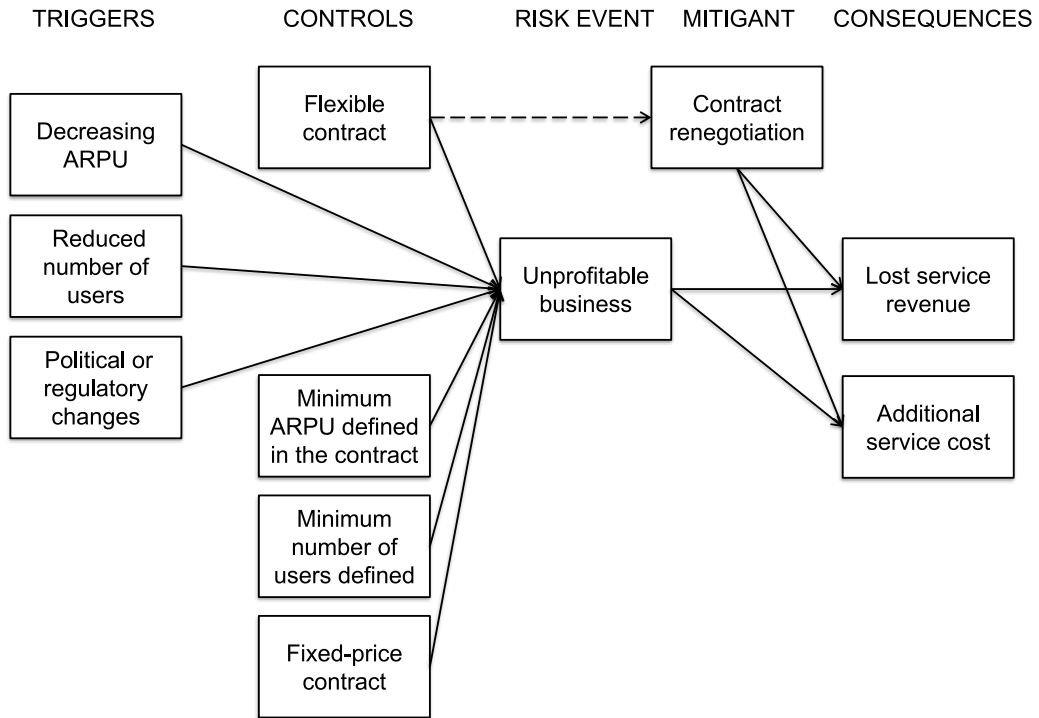 TRIGGERS
CONTROLS
RISK EVENT
MITIGANT
CONSEQUENCES
Decreasing
ARPU
Reduced
number of
users
Political or
regulatory
changes
Flexible
contract
Minimum
ARPU defined
in the contract
Minimum
number of
users defined
Fixed-price
contract
Unprofitable
business
Contract
renegotiation
Lost service
revenue
Additional
service cost